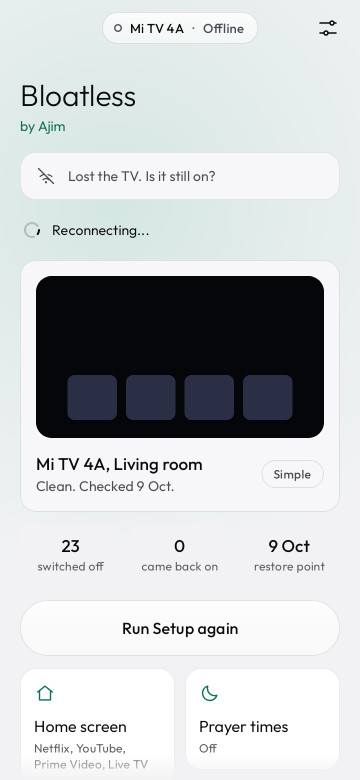 Mi TV 4A · Offline
Bloatless
by Ajim
Lost the TV. Is it still on?
Reconnecting...
Mi TV 4A, Living room
Clean. Checked 9 Oct.
Simple
23
switched off
0
came back on
9 Oct
restore point
Run Setup again
Home screen
Netflix, YouTube,
Prime Video, Live TV
Prayer times
Off